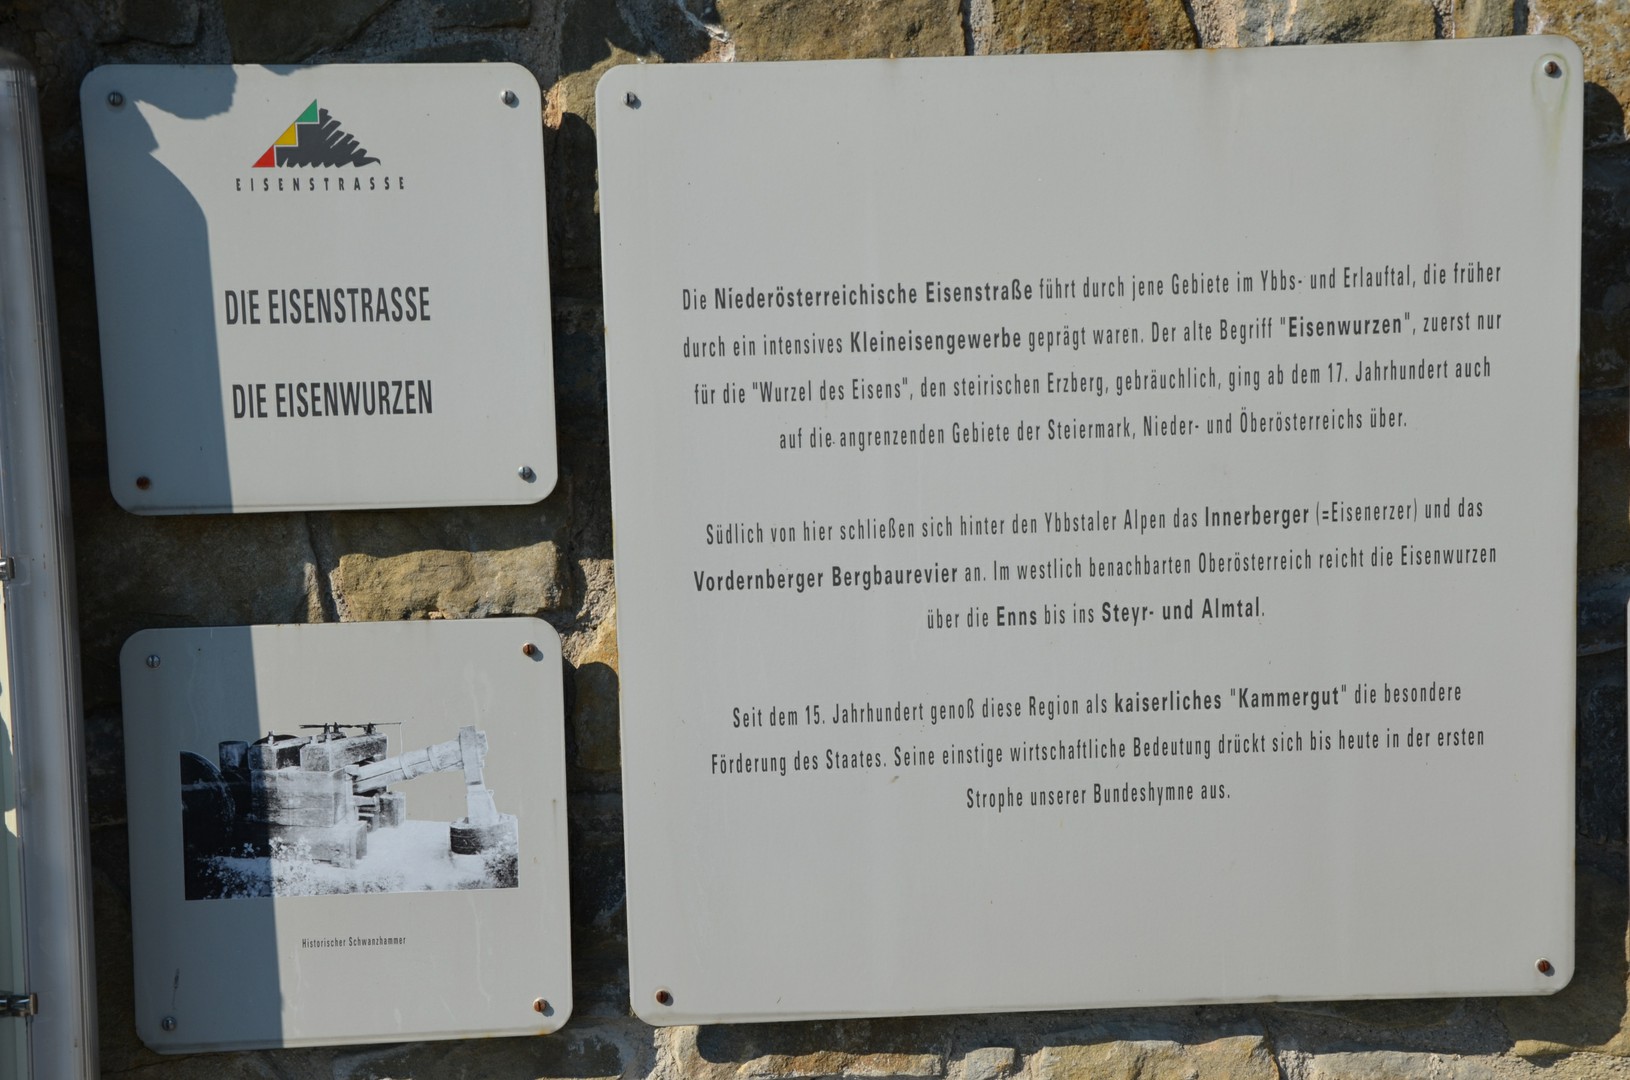 EISENSTRASSE
DIE EISENSTRASSE
DIE EISENWURZEN
Historischer Schwanzhammer
Die Niederösterreichische Eisenstraße führt durch jene Gebiete im Ybbs- und Erlauftal, die früher
durch ein intensives Kleineisengewerbe geprägt waren. Der alte Begriff "Eisenwurzen", zuerst nur
für die "Wurzel des Eisens", den steirischen Erzberg, gebräuchlich, ging ab dem 17. Jahrhundert auch
auf die angrenzenden Gebiete der Steiermark, Nieder- und Öberösterreichs über.
Südlich von hier schließen sich hinter den Ybbstaler Alpen das Innerberger (=Eisenerzer) und das
Vordernberger Bergbaurevier an. Im westlich benachbarten Oberösterreich reicht die Eisenwurzen
über die Enns bis ins Steyr- und Almtal.
Seit dem 15. Jahrhundert genoß diese Region als kaiserliches "Kammergut" die besondere
Förderung des Staates. Seine einstige wirtschaftliche Bedeutung drückt sich bis heute in der ersten
Strophe unserer Bundeshymne aus.